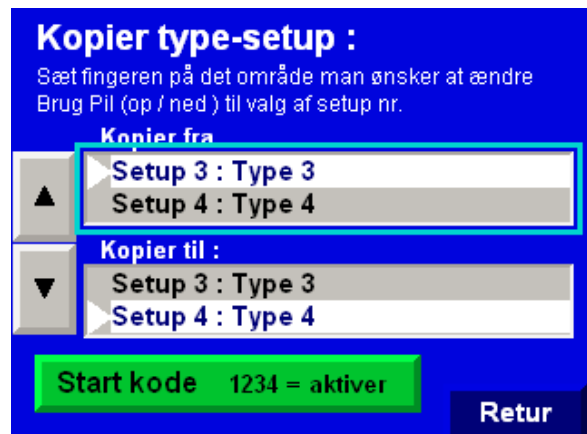 Kopier type-setup :
Sæt fingeren på det område man ønsker at ændre
Brug Pil (op / ned ) til valg af setup nr.
Kopier fra
Setup 3 : Type 3
Setup 4 : Type 4
Kopier til :
Setup 3 : Type 3
Setup 4 : Type 4
Start kode 1234 = aktiver
Retur